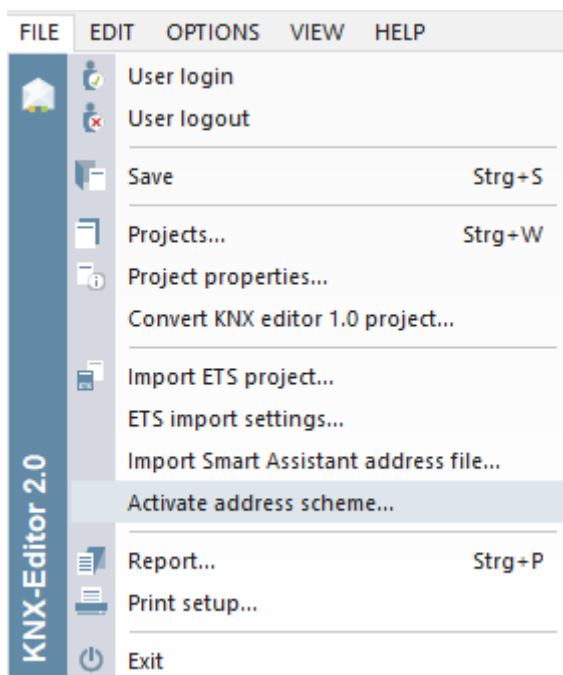 FILE EDIT OPTIONS VIEW HELP
User login
User logout
Save Strg+S
Projects... Strg+W
Project properties...
Convert KNX editor 1.0 project...
Import ETS project...
ETS import settings...
Import Smart Assistant address file...
Activate address scheme...
Report... Strg+P
Print setup...
Exit
KNX-Editor 2.0